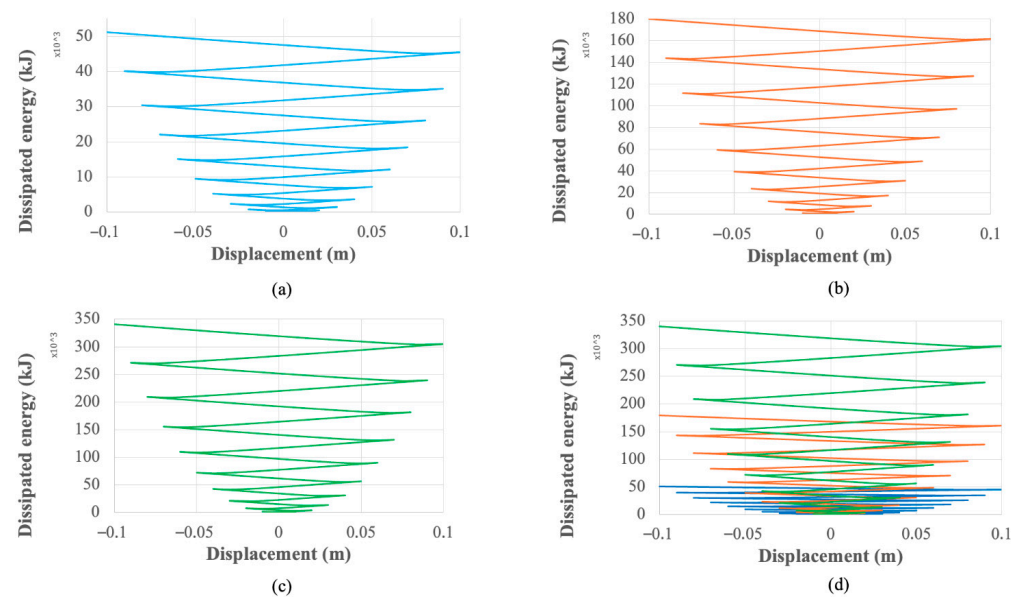 Dissipated energy (kJ)
x10^3
50
40
30
20
10
0
−0.1 −0.05 0 0.05 0.1
Displacement (m)
(a)
Dissipated energy (kJ)
x10^3
180
160
140
120
100
80
60
40
20
0
−0.1 −0.05 0 0.05 0.1
Displacement (m)
(b)
Dissipated energy (kJ)
x10^3
350
300
250
200
150
100
50
0
−0.1 −0.05 0 0.05 0.1
Displacement (m)
(c)
Dissipated energy (kJ)
x10^3
350
300
250
200
150
100
50
0
−0.1 −0.05 0 0.05 0.1
Displacement (m)
(d)